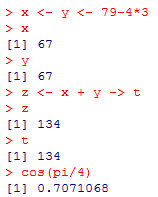 > x <- y <- 79-4*3
> x
[1] 67
> y
[1] 67
> z <- x + y -> t
> z
[1] 134
> t
[1] 134
> cos(pi/4)
[1] 0.7071068